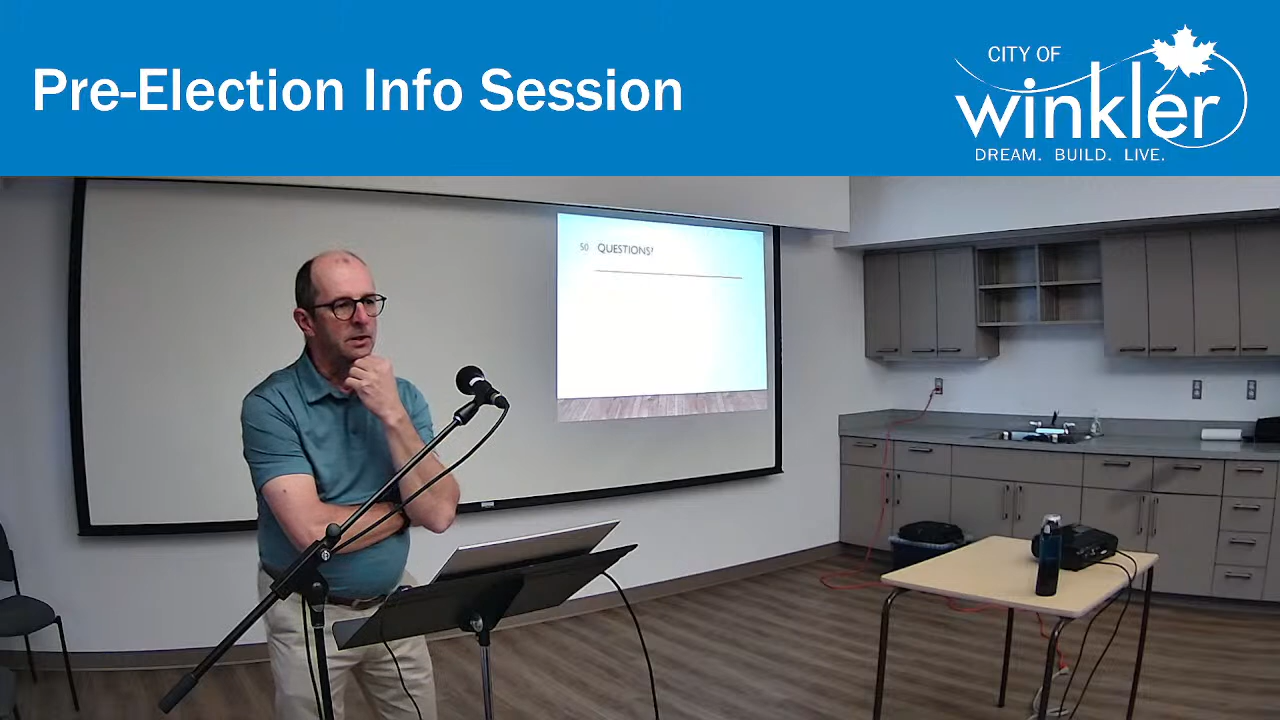 Pre-Election Info Session
CITY OF
winkler
DREAM. BUILD. LIVE.
50 QUESTIONS?